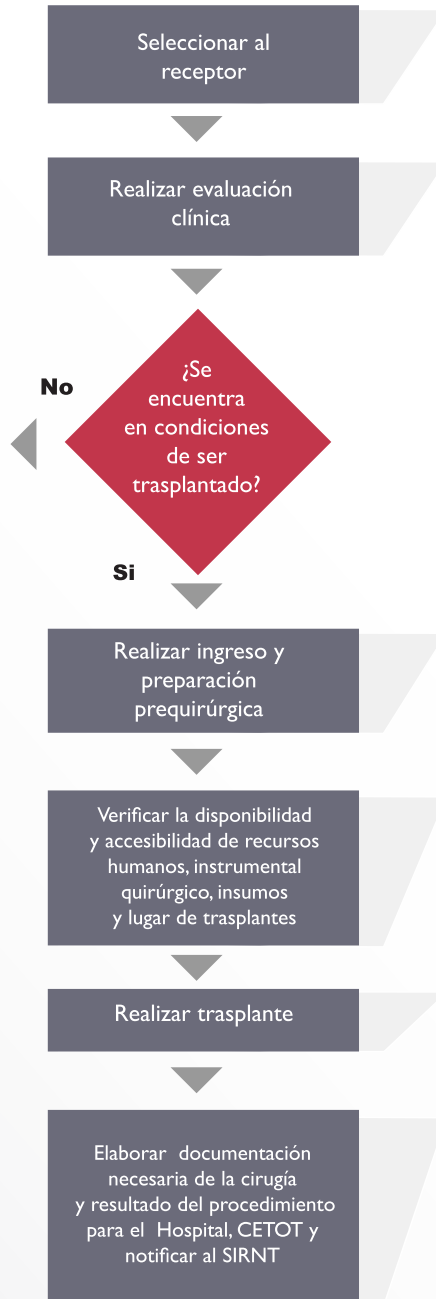 Seleccionar al
receptor
Realizar evaluación
clínica
¿Se
encuentra
en condiciones
de ser
trasplantado?
No
Si
Realizar ingreso y
preparación
prequirúrgica
Verificar la disponibilidad
y accesibilidad de recursos
humanos, instrumental
quirúrgico, insumos
y lugar de trasplantes
Realizar trasplante
Elaborar documentación
necesaria de la cirugía
y resultado del procedimiento
para el Hospital, CETOT y
notificar al SIRNT